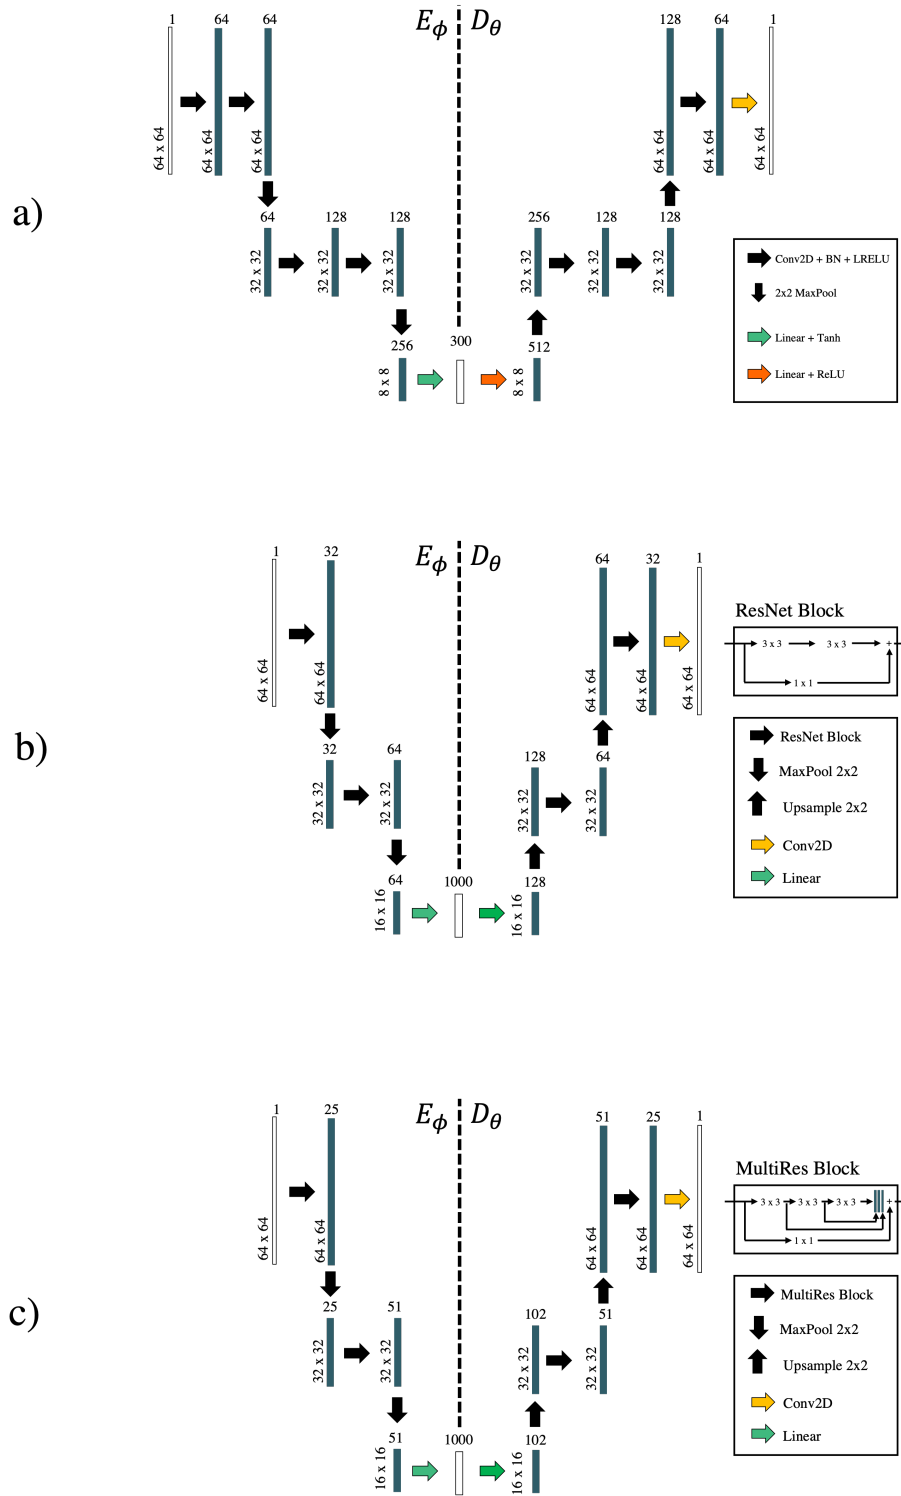 1 64 64 E_ϕ D_θ 128 64 1
64 x 64 64 x 64 64 x 64 64 x 64 64 x 64 64 x 64
a)
64 128 128 256 128 128
32 x 32 32 x 32 32 x 32 32 x 32 32 x 32 32 x 32
256 300 512
8 x 8 8 x 8
Conv2D + BN + LRELU
2x2 MaxPool
Linear + Tanh
Linear + ReLU
1 32 E_ϕ D_θ 64 32 1
64 x 64 64 x 64 64 x 64 64 x 64 64 x 64
b)
32 64 128 64
32 x 32 32 x 32 32 x 32 32 x 32
64 1000 128
16 x 16 16 x 16
ResNet Block
3 x 3 3 x 3 +
1 x 1
ResNet Block
MaxPool 2x2
Upsample 2x2
Conv2D
Linear
1 25 E_ϕ D_θ 51 25 1
64 x 64 64 x 64 64 x 64 64 x 64 64 x 64
c)
25 51 102 51
32 x 32 32 x 32 32 x 32 32 x 32
51 1000 102
16 x 16 16 x 16
MultiRes Block
3 x 3 3 x 3 3 x 3 +
1 x 1
MultiRes Block
MaxPool 2x2
Upsample 2x2
Conv2D
Linear